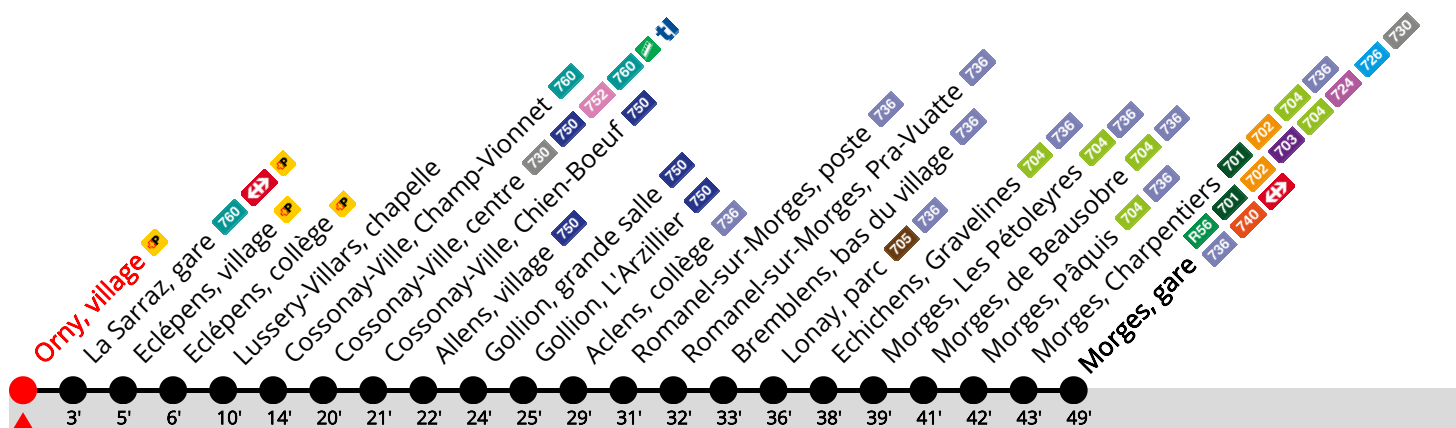 Orny, village P
La Sarraz, gare 760 P
Eclépens, village P
Eclépens, collège P
Lussery-Villars, chapelle
Cossonay-Ville, Champ-Vionnet 760
Cossonay-Ville, centre 730 750 752 760 tl
Cossonay-Ville, Chien-Boeuf 750
Allens, village 750
Gollion, grande salle 750
Gollion, L'Arzillier 750
Aclens, collège 736
Romanel-sur-Morges, poste 736
Romanel-sur-Morges, Pra-Vuatte 736
Bremblens, bas du village 736
Lonay, parc 705 736
Echichens, Gravelines 704 736
Morges, Les Pétoleyres 704 736
Morges, de Beausobre 704 736
Morges, Pâquis 704 736
Morges, Charpentiers 701 702 704 736
Morges, gare R56 701 702 703 704 724 726 730
736 740
3' 5' 6' 10' 14' 20' 21' 22' 24' 25' 29' 31' 32' 33' 36' 38' 39' 41' 42' 43' 49'